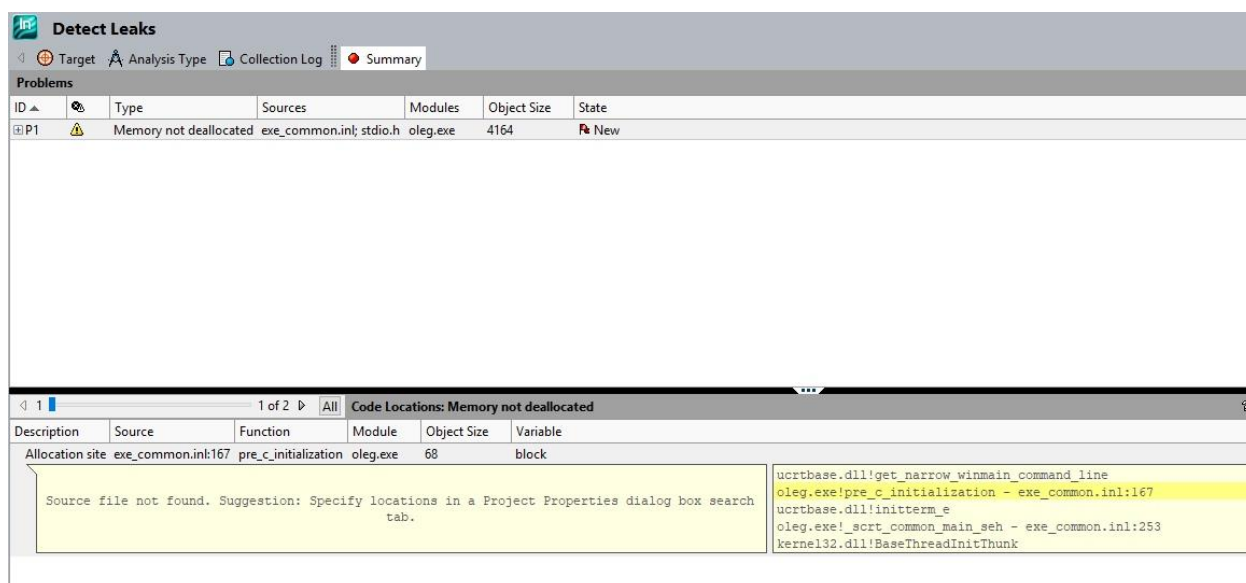 In
Detect Leaks
Target Analysis Type Collection Log Summary
Problems
ID Type Sources Modules Object Size State
P1 Memory not deallocated exe_common.inl; stdio.h oleg.exe 4164 New
1 1 of 2 All Code Locations: Memory not deallocated
Description Source Function Module Object Size Variable
Allocation site exe_common.inl:167 pre_c_initialization oleg.exe 68 block
Source file not found. Suggestion: Specify locations in a Project Properties dialog box search
tab.
ucrtbase.dll!get_narrow_winmain_command_line
oleg.exe!pre_c_initialization - exe_common.inl:167
ucrtbase.dll!initterm_e
oleg.exe!_scrt_common_main_seh - exe_common.inl:253
kernel32.dll!BaseThreadInitThunk